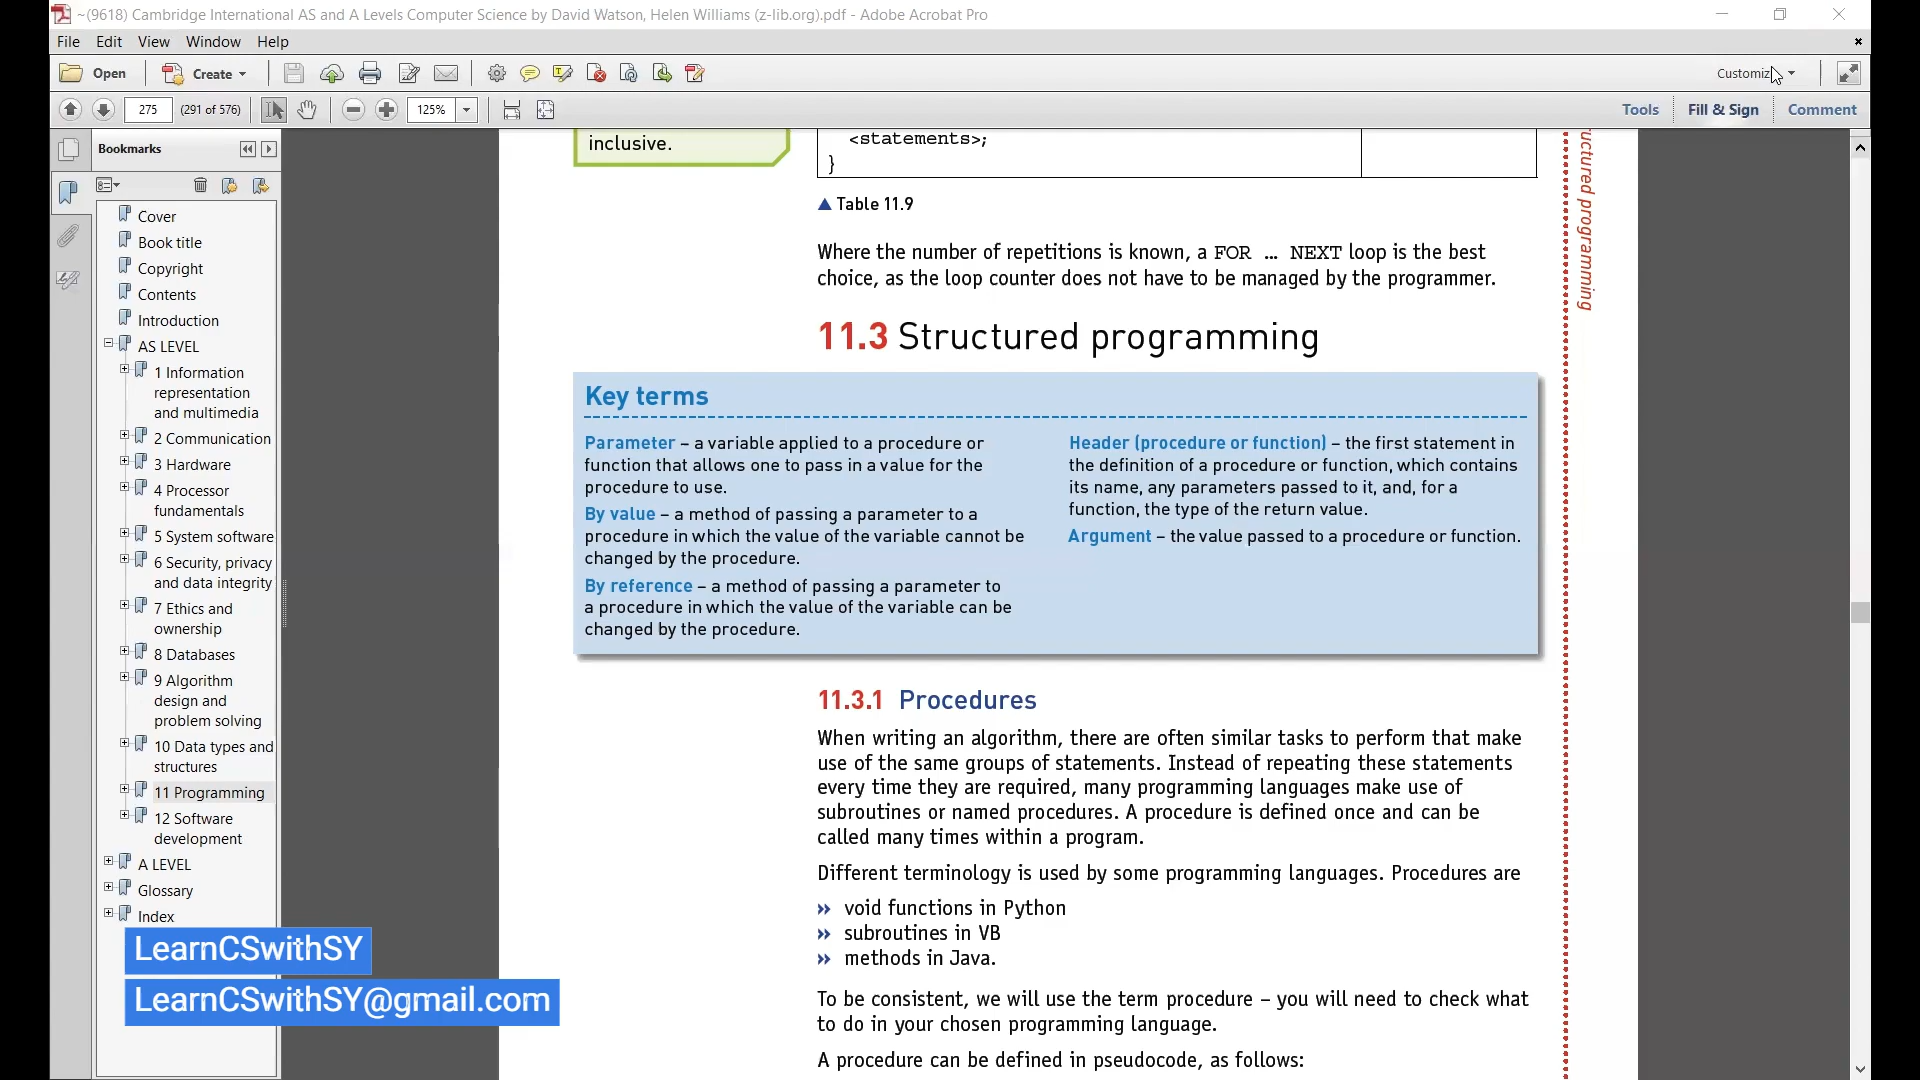 ~(9618) Cambridge International AS and A Levels Computer Science by David Watson, Helen Williams (z-lib.org).pdf - Adobe Acrobat Pro
File Edit View Window Help
Open Create Customize
275 (291 of 576) 125% Tools Fill & Sign Comment
Bookmarks
Cover
Book title
Copyright
Contents
Introduction
AS LEVEL
1 Information
representation
and multimedia
2 Communication
3 Hardware
4 Processor
fundamentals
5 System software
6 Security, privacy
and data integrity
7 Ethics and
ownership
8 Databases
9 Algorithm
design and
problem solving
10 Data types and
structures
11 Programming
12 Software
development
A LEVEL
Glossary
Index
LearnCSwithSY
LearnCSwithSY@gmail.com
inclusive.
<statements>;
}
▲ Table 11.9
Where the number of repetitions is known, a FOR … NEXT loop is the best
choice, as the loop counter does not have to be managed by the programmer.
11.3 Structured programming
Key terms
Parameter – a variable applied to a procedure or
function that allows one to pass in a value for the
procedure to use.
By value – a method of passing a parameter to a
procedure in which the value of the variable cannot be
changed by the procedure.
By reference – a method of passing a parameter to
a procedure in which the value of the variable can be
changed by the procedure.
Header (procedure or function) – the first statement in
the definition of a procedure or function, which contains
its name, any parameters passed to it, and, for a
function, the type of the return value.
Argument – the value passed to a procedure or function.
11.3.1 Procedures
When writing an algorithm, there are often similar tasks to perform that make
use of the same groups of statements. Instead of repeating these statements
every time they are required, many programming languages make use of
subroutines or named procedures. A procedure is defined once and can be
called many times within a program.
Different terminology is used by some programming languages. Procedures are
» void functions in Python
» subroutines in VB
» methods in Java.
To be consistent, we will use the term procedure – you will need to check what
to do in your chosen programming language.
A procedure can be defined in pseudocode, as follows:
uctured programming